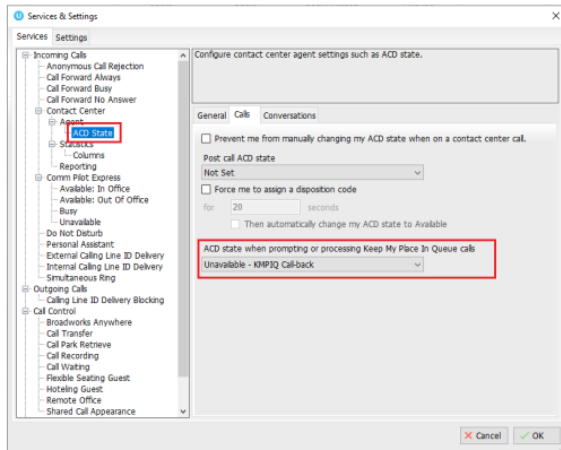 Services & Settings
Services Settings
Incoming Calls
Anonymous Call Rejection
Call Forward Always
Call Forward Busy
Call Forward No Answer
Contact Center
Agent
ACD State
Statistics
Columns
Reporting
Comm Pilot Express
Available: In Office
Available: Out Of Office
Busy
Unavailable
Do Not Disturb
Personal Assistant
External Calling Line ID Delivery
Internal Calling Line ID Delivery
Simultaneous Ring
Outgoing Calls
Calling Line ID Delivery Blocking
Call Control
Broadworks Anywhere
Call Transfer
Call Park Retrieve
Call Recording
Call Waiting
Flexible Seating Guest
Hoteling Guest
Remote Office
Shared Call Appearance
Configure contact center agent settings such as ACD state.
General Calls Conversations
Prevent me from manually changing my ACD state when on a contact center call.
Post call ACD state
Not Set
Force me to assign a disposition code
for 20 seconds
Then automatically change my ACD state to Available
ACD state when prompting or processing Keep My Place In Queue calls
Unavailable - KMPIQ Call-back
Cancel OK